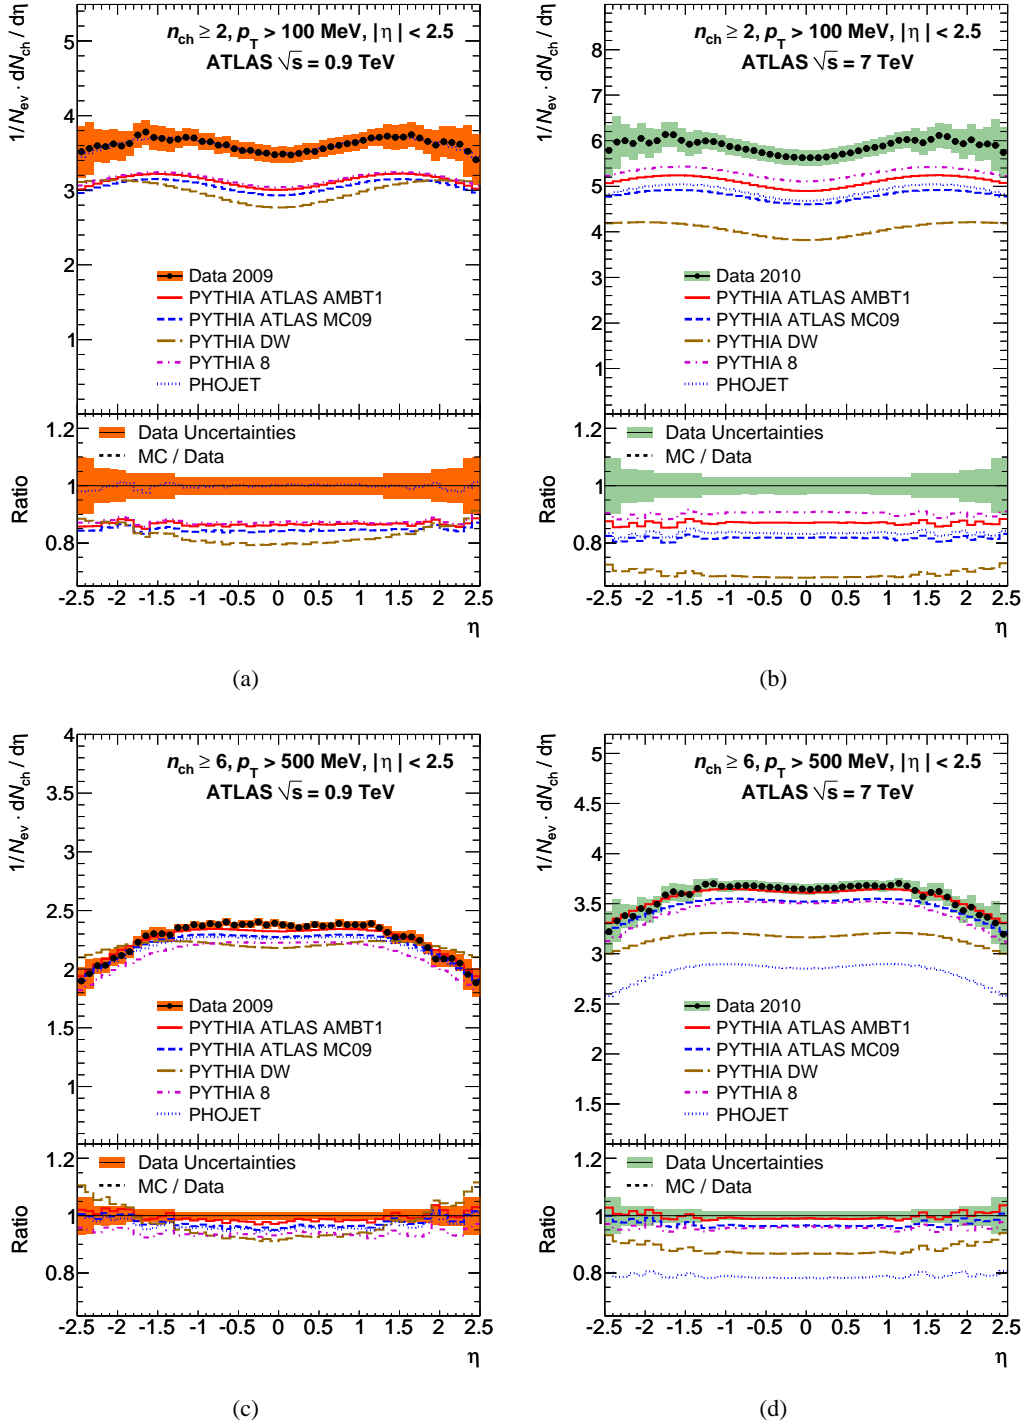 n_ch ≥ 2, p_T > 100 MeV, |η| < 2.5
ATLAS √s = 0.9 TeV
1/N_ev · dN_ch / dη
5
4
3
2
1
Data 2009
PYTHIA ATLAS AMBT1
PYTHIA ATLAS MC09
PYTHIA DW
PYTHIA 8
PHOJET
Ratio
1.2
1
0.8
Data Uncertainties
MC / Data
-2.5 -2 -1.5 -1 -0.5 0 0.5 1 1.5 2 2.5
η
(a)
n_ch ≥ 2, p_T > 100 MeV, |η| < 2.5
ATLAS √s = 7 TeV
1/N_ev · dN_ch / dη
8
7
6
5
4
3
2
1
Data 2010
PYTHIA ATLAS AMBT1
PYTHIA ATLAS MC09
PYTHIA DW
PYTHIA 8
PHOJET
Ratio
1.2
1
0.8
Data Uncertainties
MC / Data
-2.5 -2 -1.5 -1 -0.5 0 0.5 1 1.5 2 2.5
η
(b)
n_ch ≥ 6, p_T > 500 MeV, |η| < 2.5
ATLAS √s = 0.9 TeV
1/N_ev · dN_ch / dη
4
3.5
3
2.5
2
1.5
1
Data 2009
PYTHIA ATLAS AMBT1
PYTHIA ATLAS MC09
PYTHIA DW
PYTHIA 8
PHOJET
Ratio
1.2
1
0.8
Data Uncertainties
MC / Data
-2.5 -2 -1.5 -1 -0.5 0 0.5 1 1.5 2 2.5
η
(c)
n_ch ≥ 6, p_T > 500 MeV, |η| < 2.5
ATLAS √s = 7 TeV
1/N_ev · dN_ch / dη
5
4.5
4
3.5
3
2.5
2
1.5
Data 2010
PYTHIA ATLAS AMBT1
PYTHIA ATLAS MC09
PYTHIA DW
PYTHIA 8
PHOJET
Ratio
1.2
1
0.8
Data Uncertainties
MC / Data
-2.5 -2 -1.5 -1 -0.5 0 0.5 1 1.5 2 2.5
η
(d)